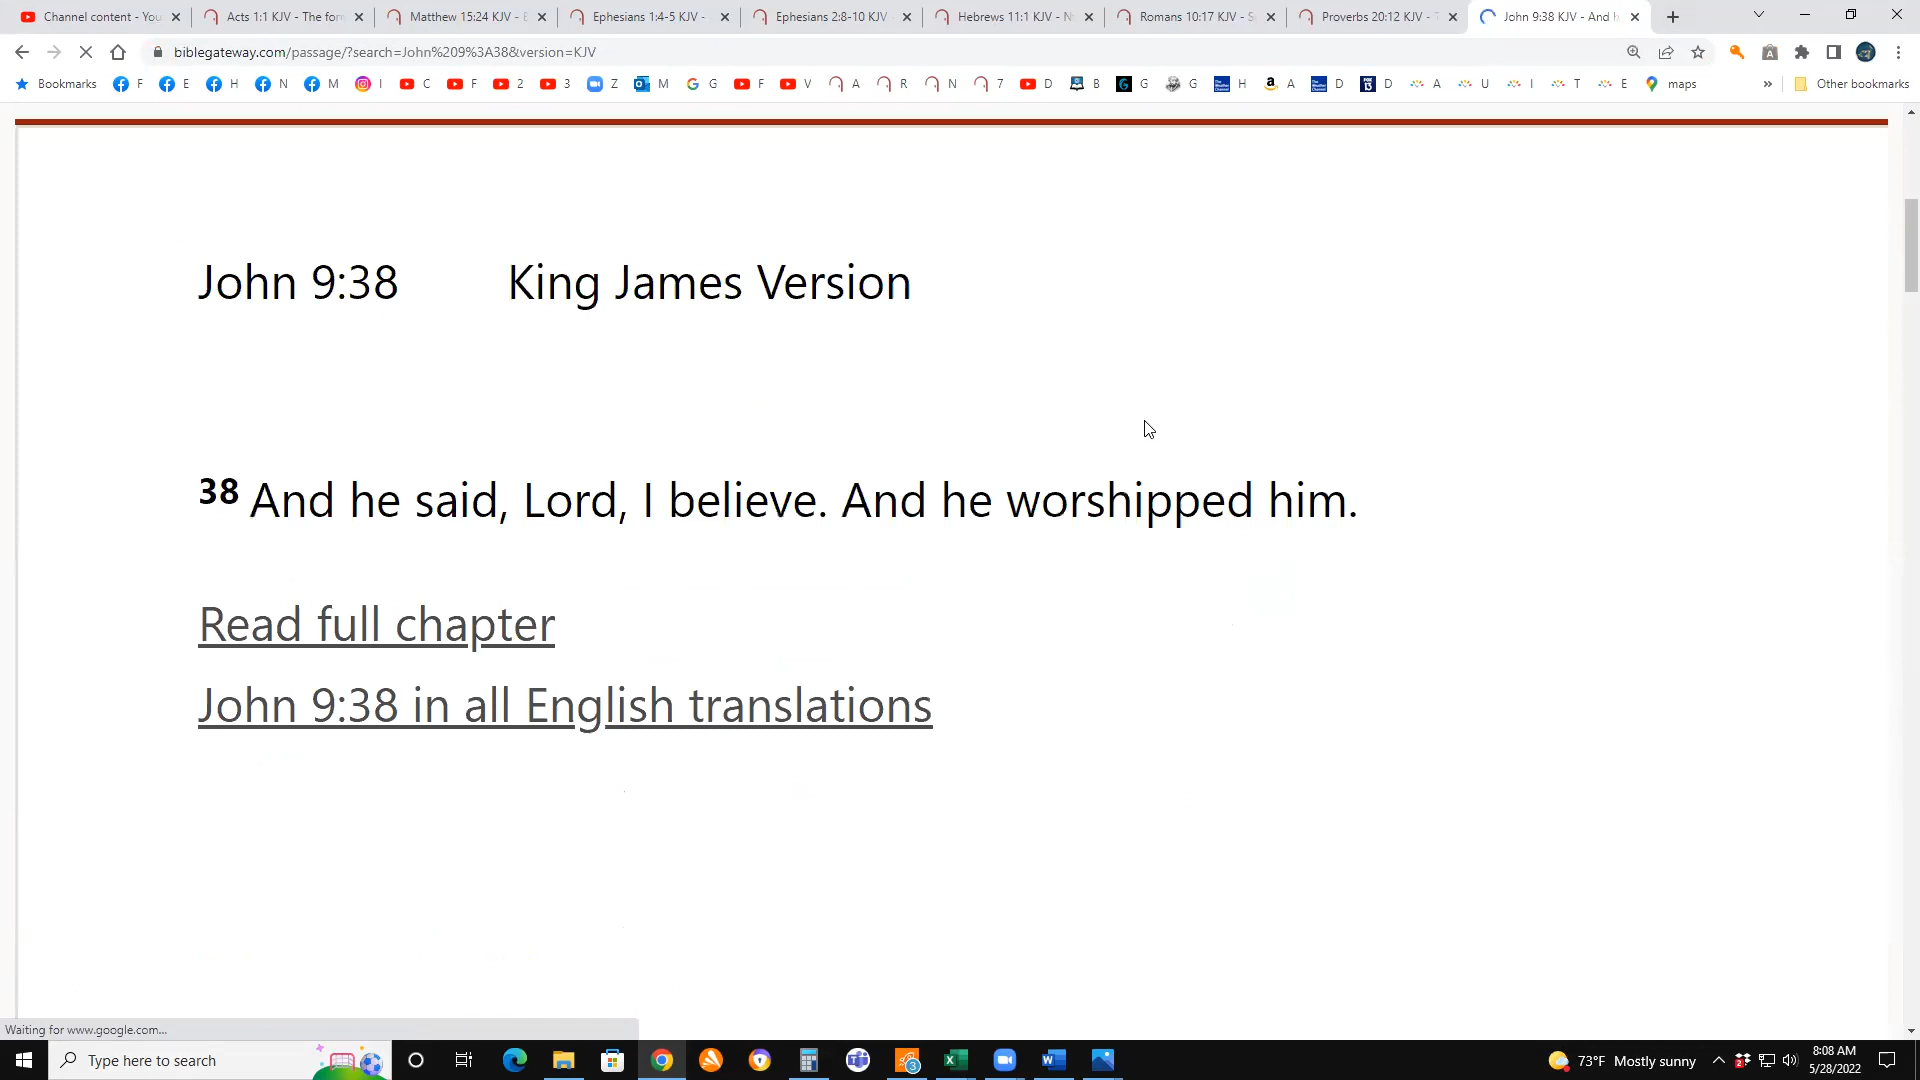 Channel content - You
Acts 1:1 KJV - The form
Matthew 15:24 KJV - B
Ephesians 1:4-5 KJV -
Ephesians 2:8-10 KJV -
Hebrews 11:1 KJV - N
Romans 10:17 KJV - S
Proverbs 20:12 KJV - T
John 9:38 KJV - And h
biblegateway.com/passage/?search=John%209%3A38&version=KJV
Bookmarks F E H N M I C F 2 3 Z M G F V A R N 7 D B G G H A D D A U I T E maps » Other bookmarks
John 9:38 King James Version
38 And he said, Lord, I believe. And he worshipped him.
Read full chapter
John 9:38 in all English translations
Waiting for www.google.com...
Type here to search
3
73°F Mostly sunny
8:08 AM
5/28/2022